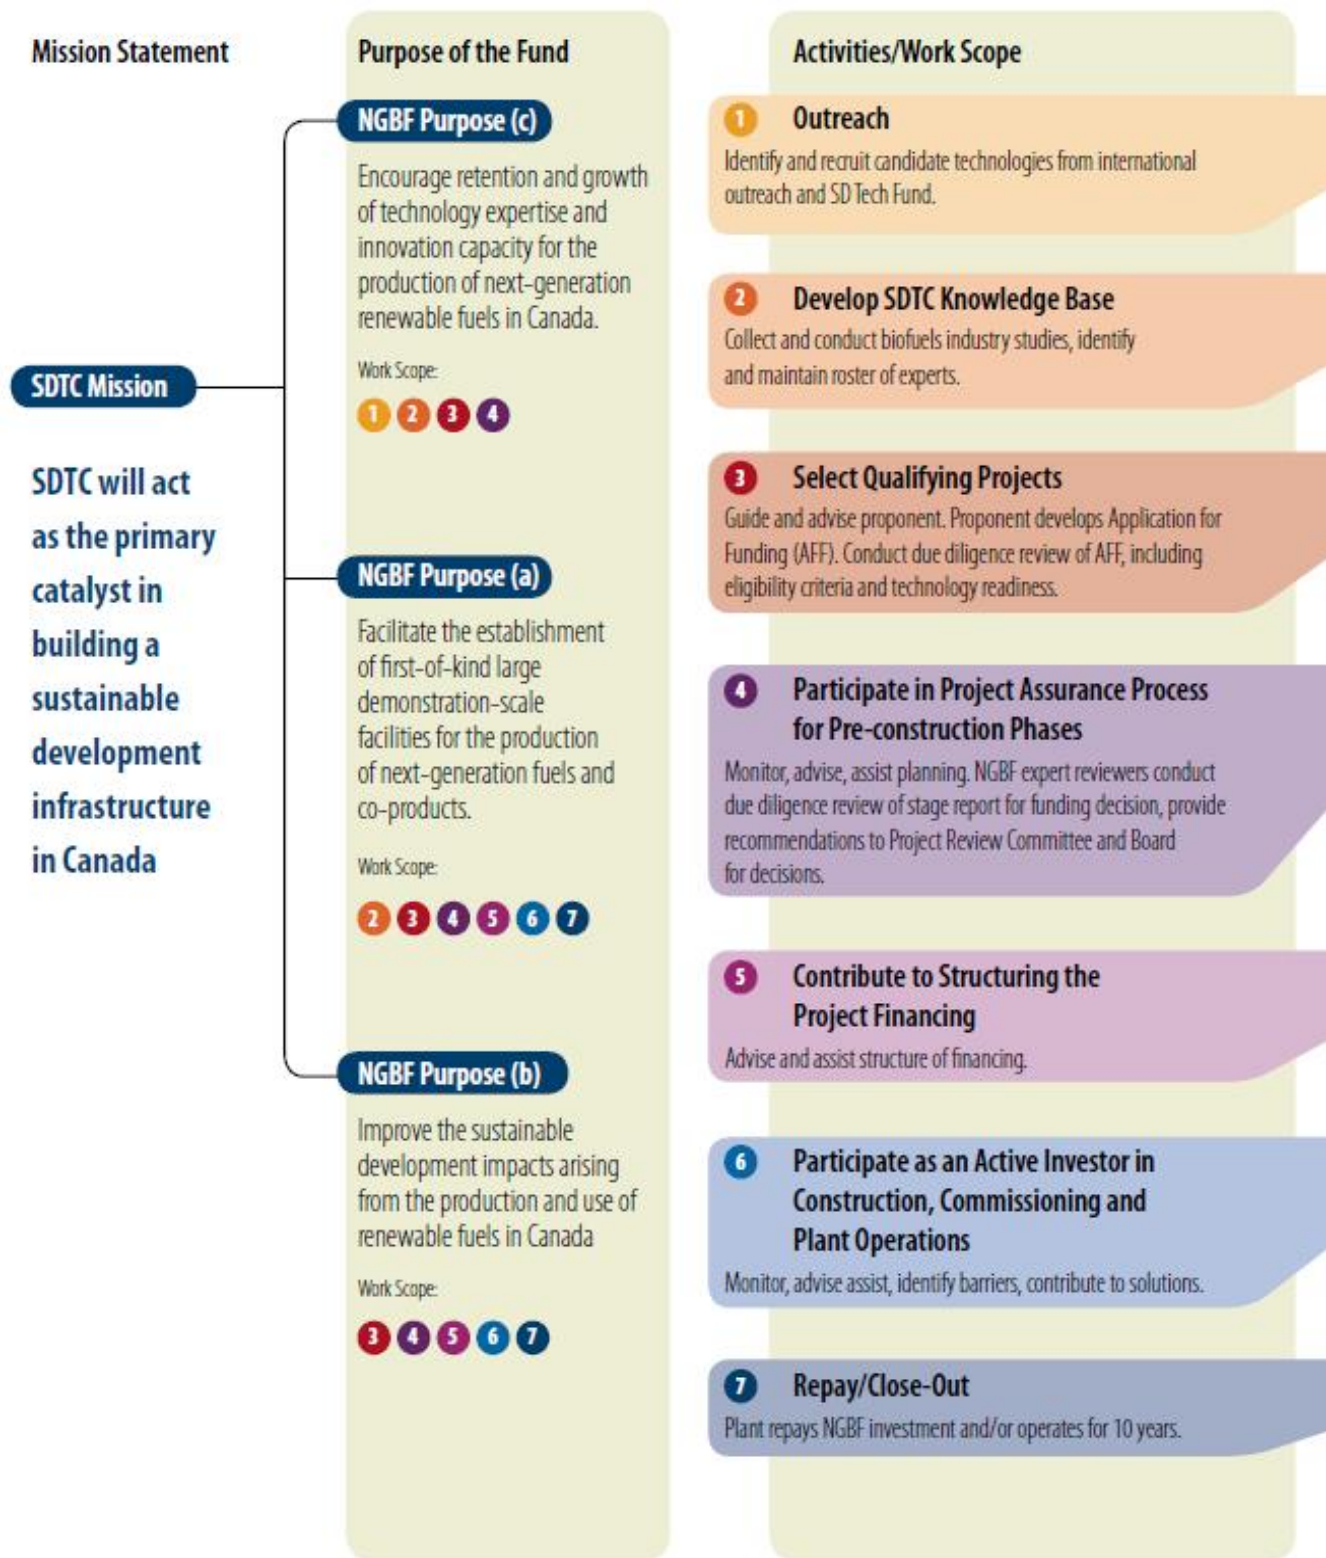 Mission Statement
SDTC Mission
SDTC will act
as the primary
catalyst in
building a
sustainable
development
infrastructure
in Canada
Purpose of the Fund
NGBF Purpose (c)
Encourage retention and growth
of technology expertise and
innovation capacity for the
production of next-generation
renewable fuels in Canada.
Work Scope:
1 2 3 4
NGBF Purpose (a)
Facilitate the establishment
of first-of-kind large
demonstration-scale
facilities for the production
of next-generation fuels and
co-products.
Work Scope:
2 3 4 5 6 7
NGBF Purpose (b)
Improve the sustainable
development impacts arising
from the production and use of
renewable fuels in Canada
Work Scope:
3 4 5 6 7
Activities/Work Scope
1 Outreach
Identify and recruit candidate technologies from international
outreach and SD Tech Fund.
2 Develop SDTC Knowledge Base
Collect and conduct biofuels industry studies, identify
and maintain roster of experts.
3 Select Qualifying Projects
Guide and advise proponent. Proponent develops Application for
Funding (AFF). Conduct due diligence review of AFF, including
eligibility criteria and technology readiness.
4 Participate in Project Assurance Process
for Pre-construction Phases
Monitor, advise, assist planning. NGBF expert reviewers conduct
due diligence review of stage report for funding decision, provide
recommendations to Project Review Committee and Board
for decisions.
5 Contribute to Structuring the
Project Financing
Advise and assist structure of financing.
6 Participate as an Active Investor in
Construction, Commissioning and
Plant Operations
Monitor, advise assist, identify barriers, contribute to solutions.
7 Repay/Close-Out
Plant repays NGBF investment and/or operates for 10 years.